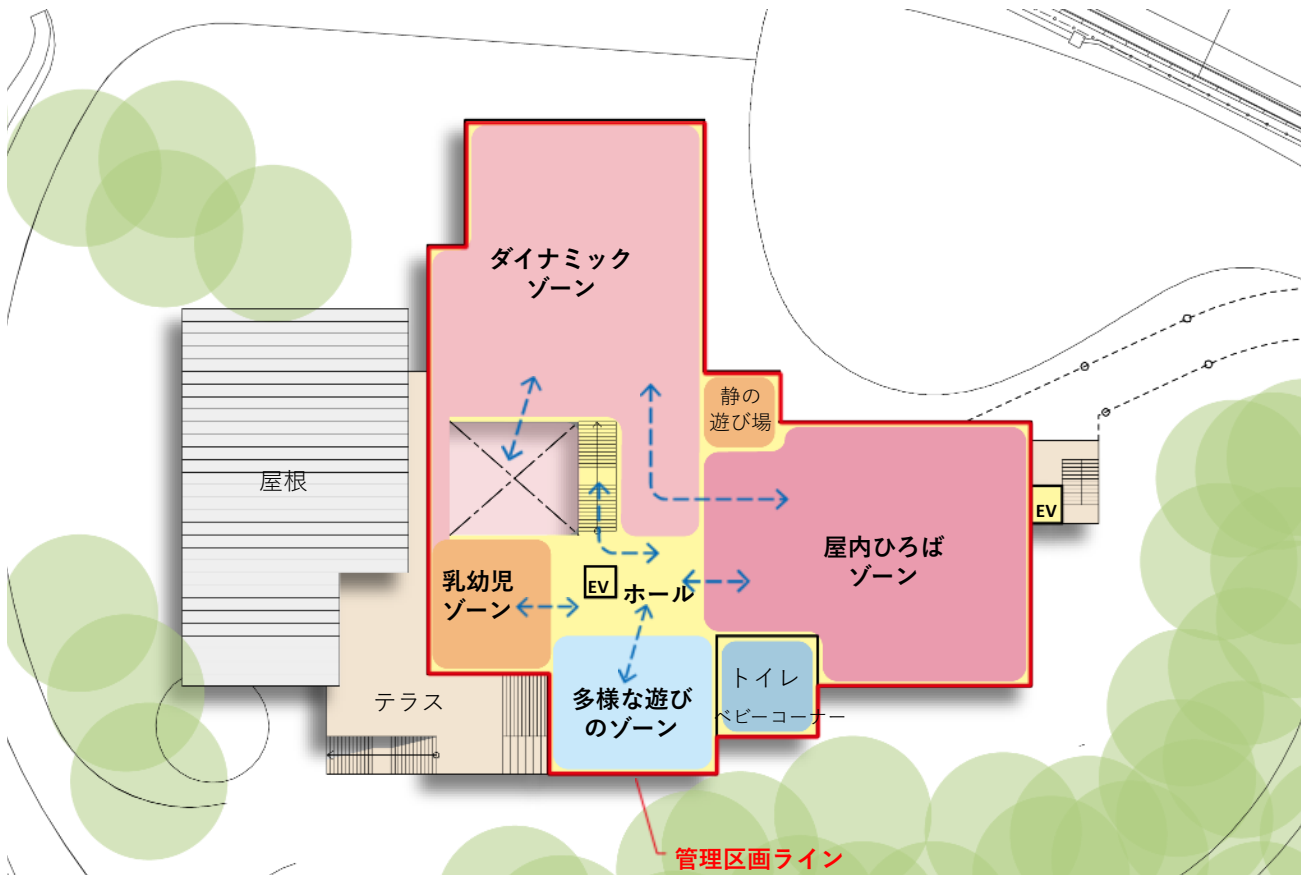 ダイナミック
ゾーン
静の
遊び場
屋根
EV
屋内ひろば
ゾーン
乳幼児
ゾーン
EV
ホール
トイレ
ベビーコーナー
多様な遊び
のゾーン
テラス
管理区画ライン